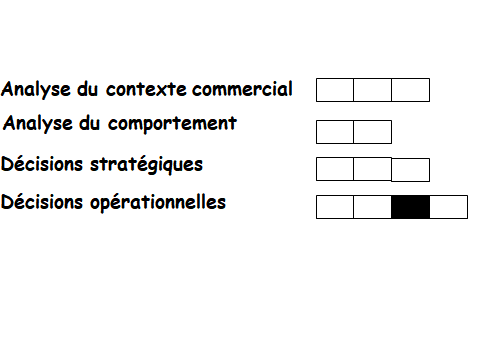 Analyse du contexte commercial
Analyse du comportement
Décisions stratégiques
Décisions opérationnelles